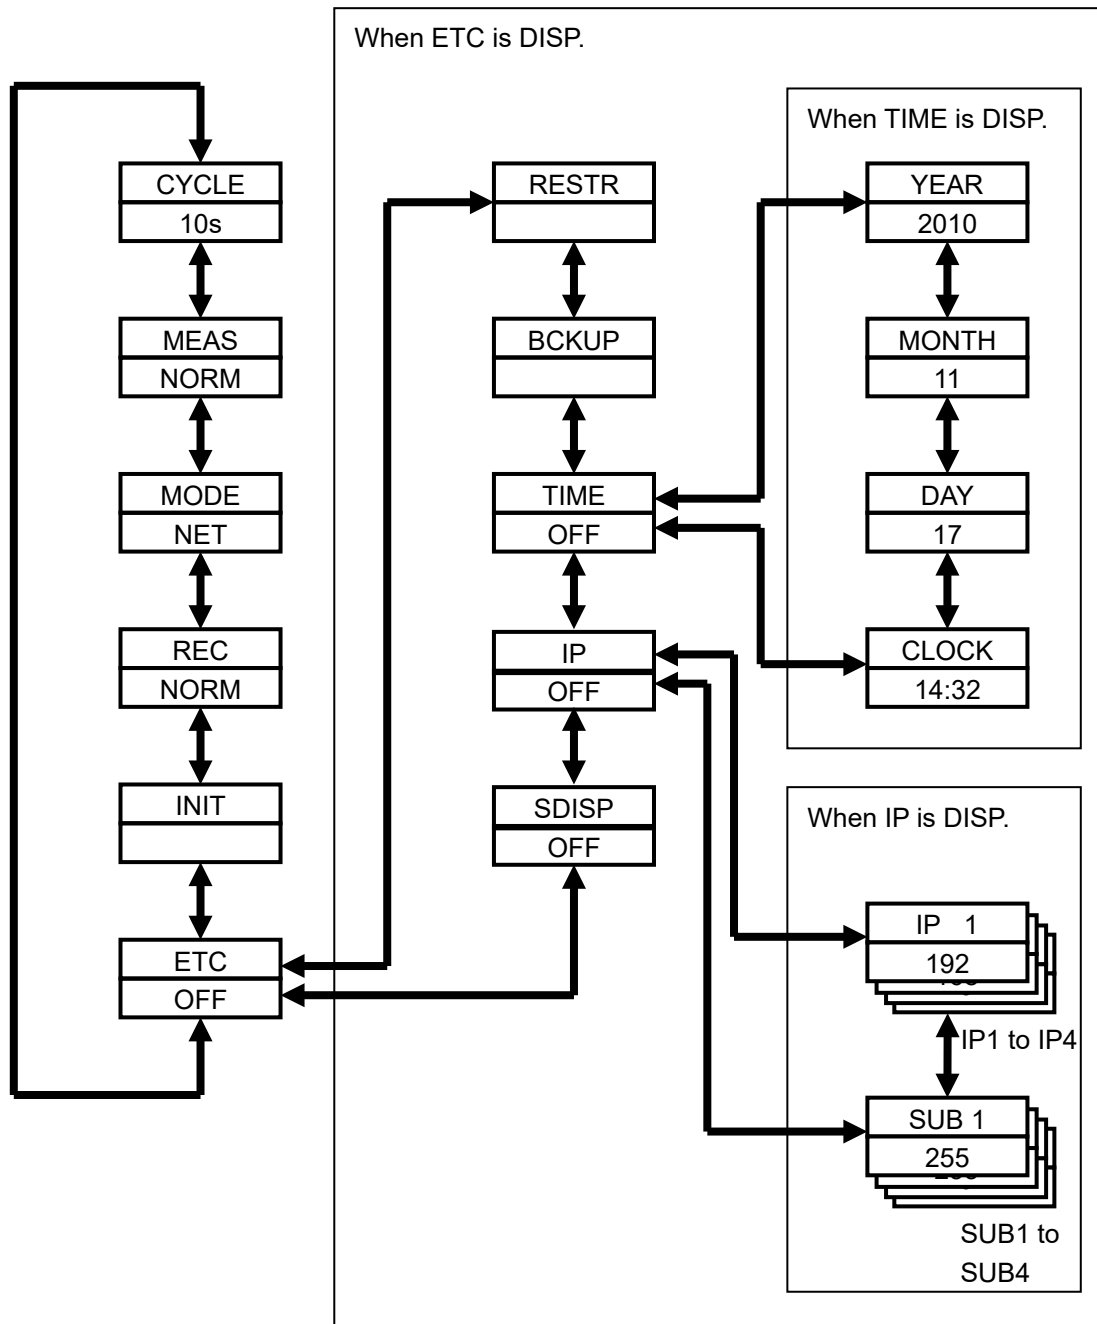 When ETC is DISP.
CYCLE
10s
MEAS
NORM
MODE
NET
REC
NORM
INIT
ETC
OFF
RESTR
BCKUP
TIME
OFF
IP
OFF
SDISP
OFF
When TIME is DISP.
YEAR
2010
MONTH
11
DAY
17
CLOCK
14:32
When IP is DISP.
IP 1
192
IP1 to IP4
SUB 1
255
SUB1 to
SUB4